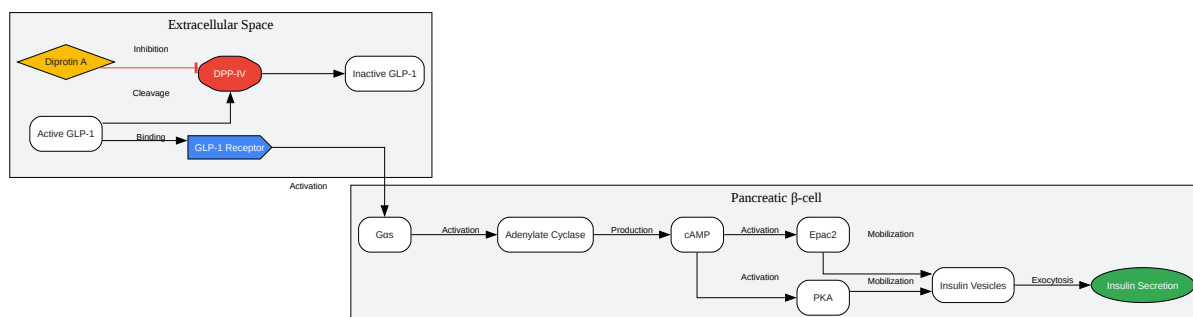 Extracellular Space
Diprotin A
Inhibition
DPP-IV
Inactive GLP-1
Cleavage
Active GLP-1
Binding
GLP-1 Receptor
Activation
Pancreatic β-cell
Gαs
Activation
Adenylate Cyclase
Production
cAMP
Activation
Epac2
Mobilization
Activation
PKA
Mobilization
Insulin Vesicles
Exocytosis
Insulin Secretion